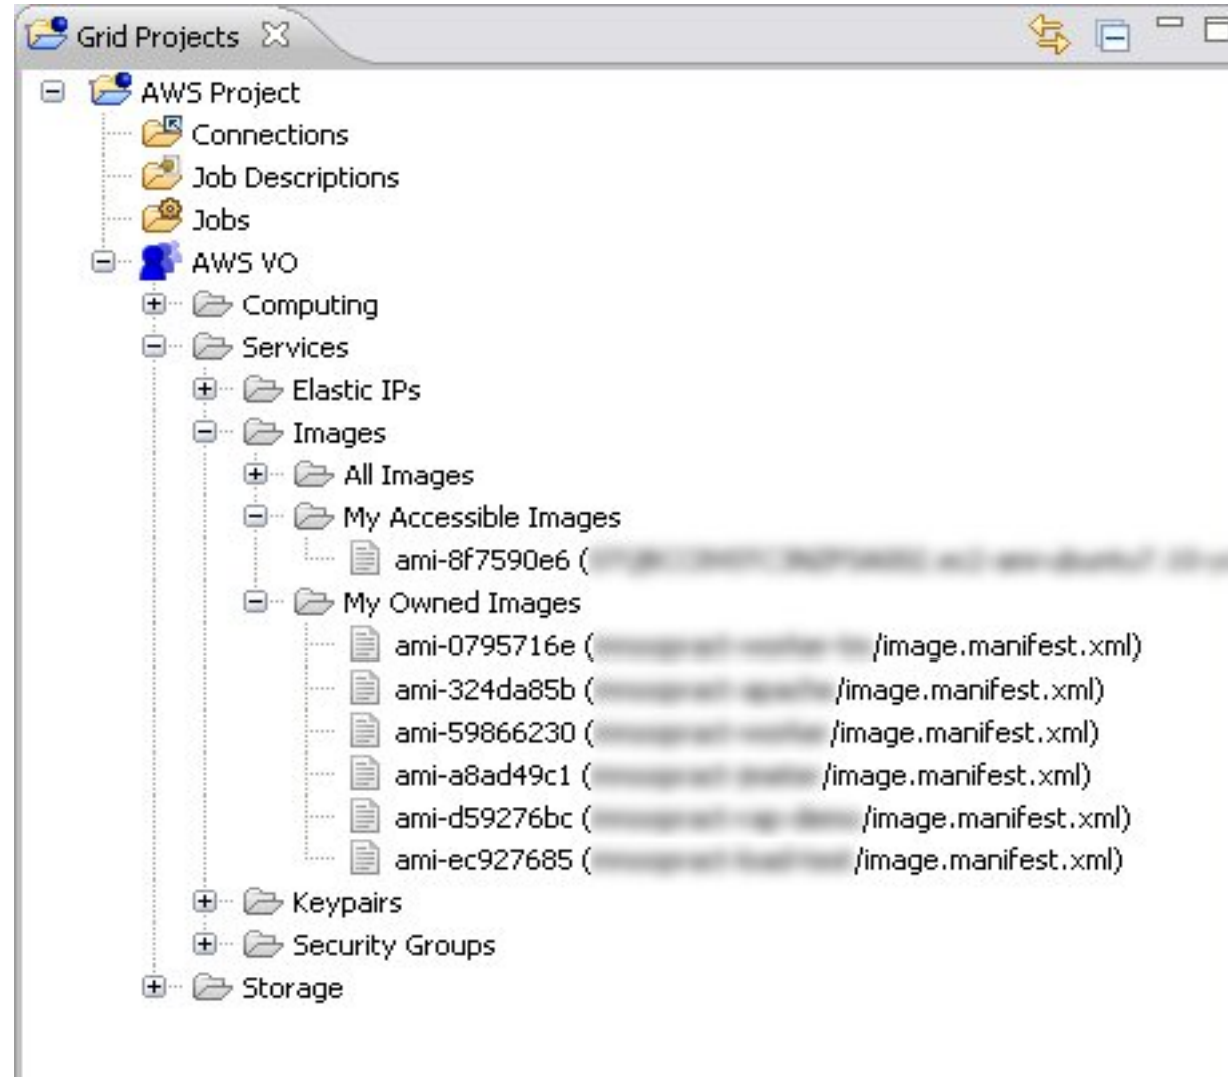 Grid Projects
AWS Project
Connections
Job Descriptions
Jobs
AWS VO
Computing
Services
Elastic IPs
Images
All Images
My Accessible Images
ami-8f7590e6 (
My Owned Images
ami-0795716e ( /image.manifest.xml)
ami-324da85b ( /image.manifest.xml)
ami-59866230 ( /image.manifest.xml)
ami-a8ad49c1 ( /image.manifest.xml)
ami-d59276bc ( /image.manifest.xml)
ami-ec927685 ( /image.manifest.xml)
Keypairs
Security Groups
Storage